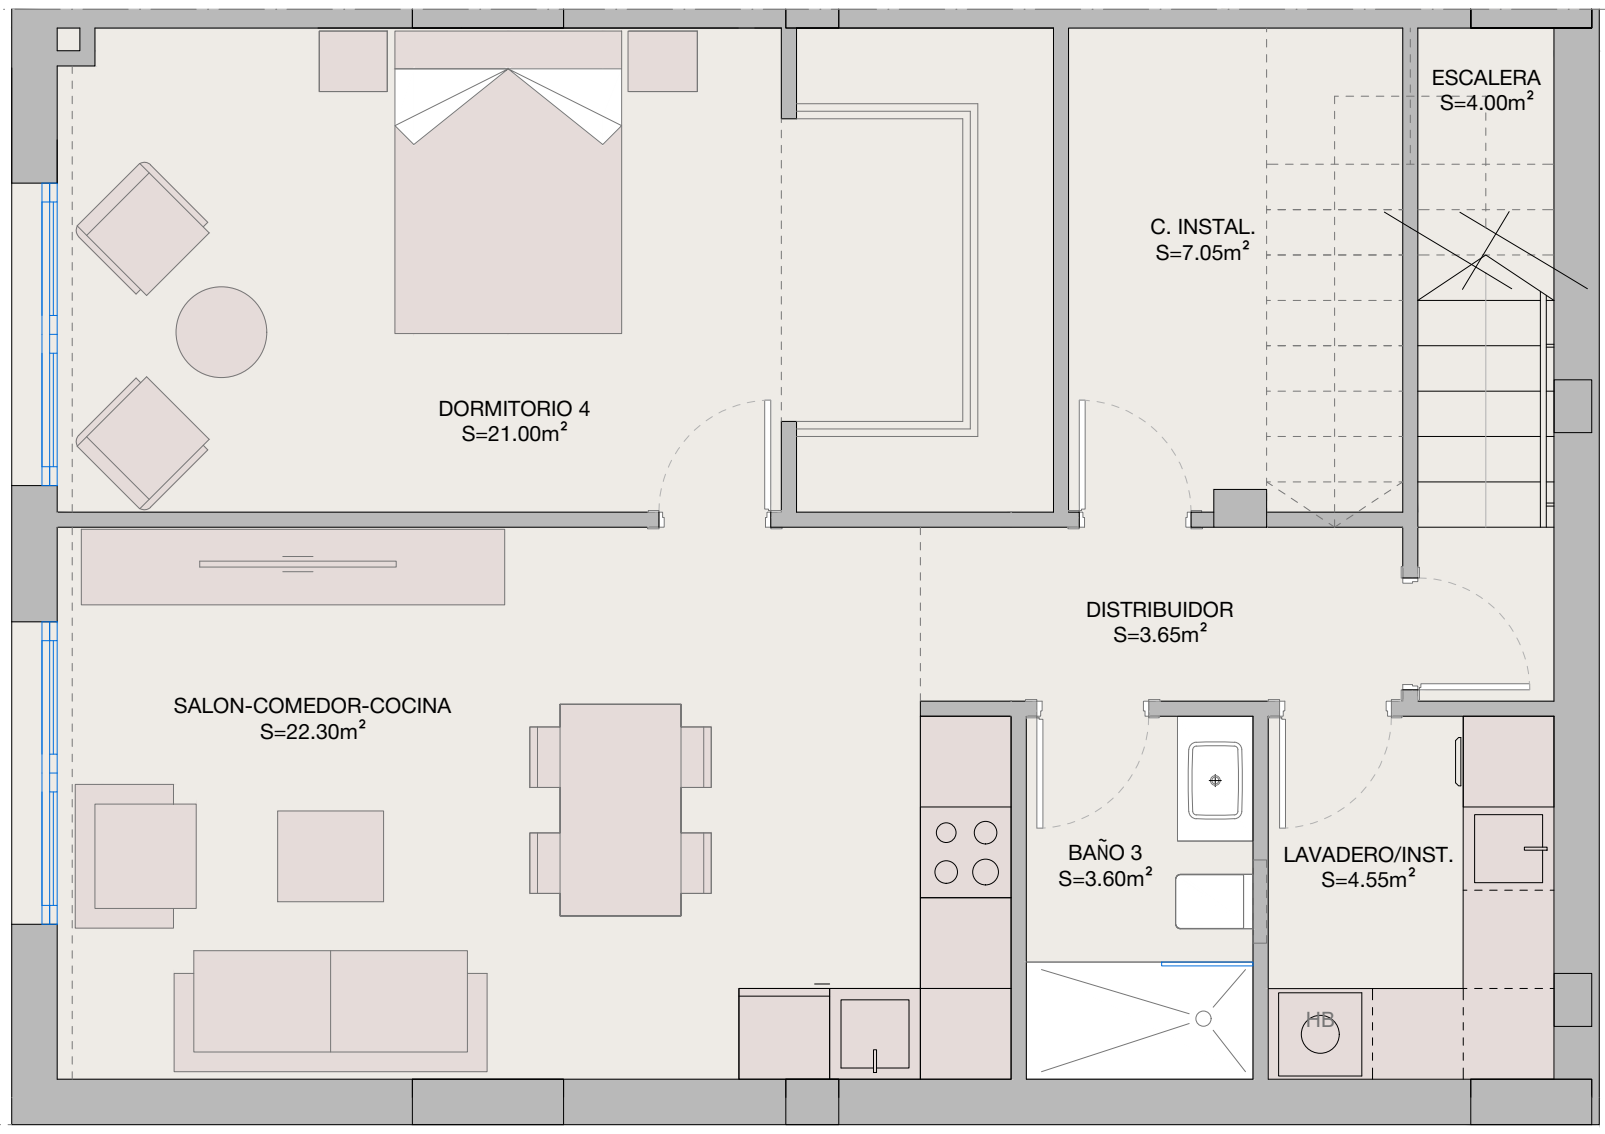 ESCALERA
S=4.00m²
C. INSTAL.
S=7.05m²
DORMITORIO 4
S=21.00m²
DISTRIBUIDOR
S=3.65m²
SALON-COMEDOR-COCINA
S=22.30m²
BAÑO 3
S=3.60m²
LAVADERO/INST.
S=4.55m²
HB